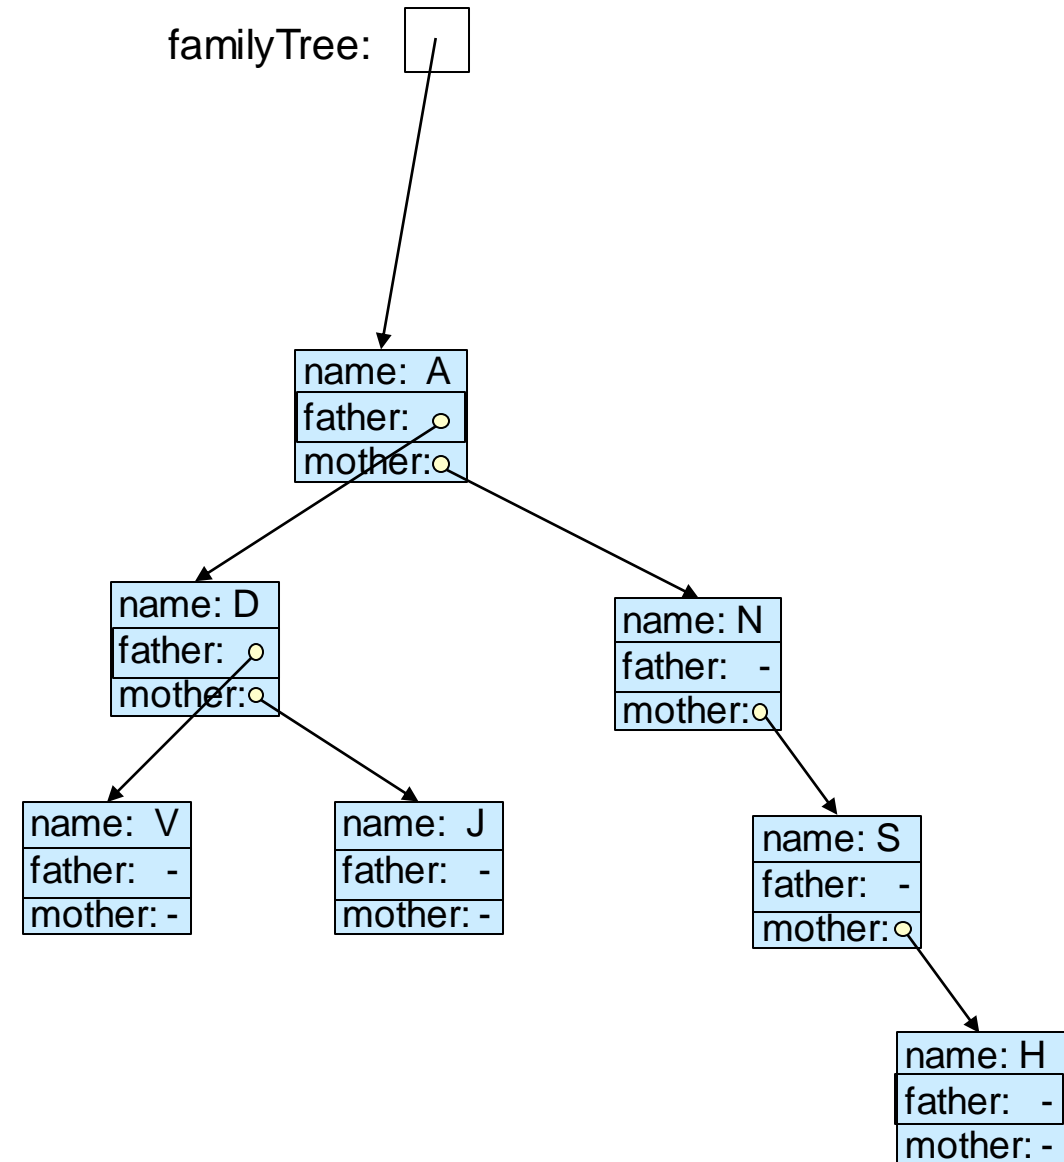 familyTree:
name: A
father:
mother:
name: D
father:
mother:
name: N
father: -
mother:
name: V
father: -
mother: -
name: J
father: -
mother: -
name: S
father: -
mother:
name: H
father: -
mother: -